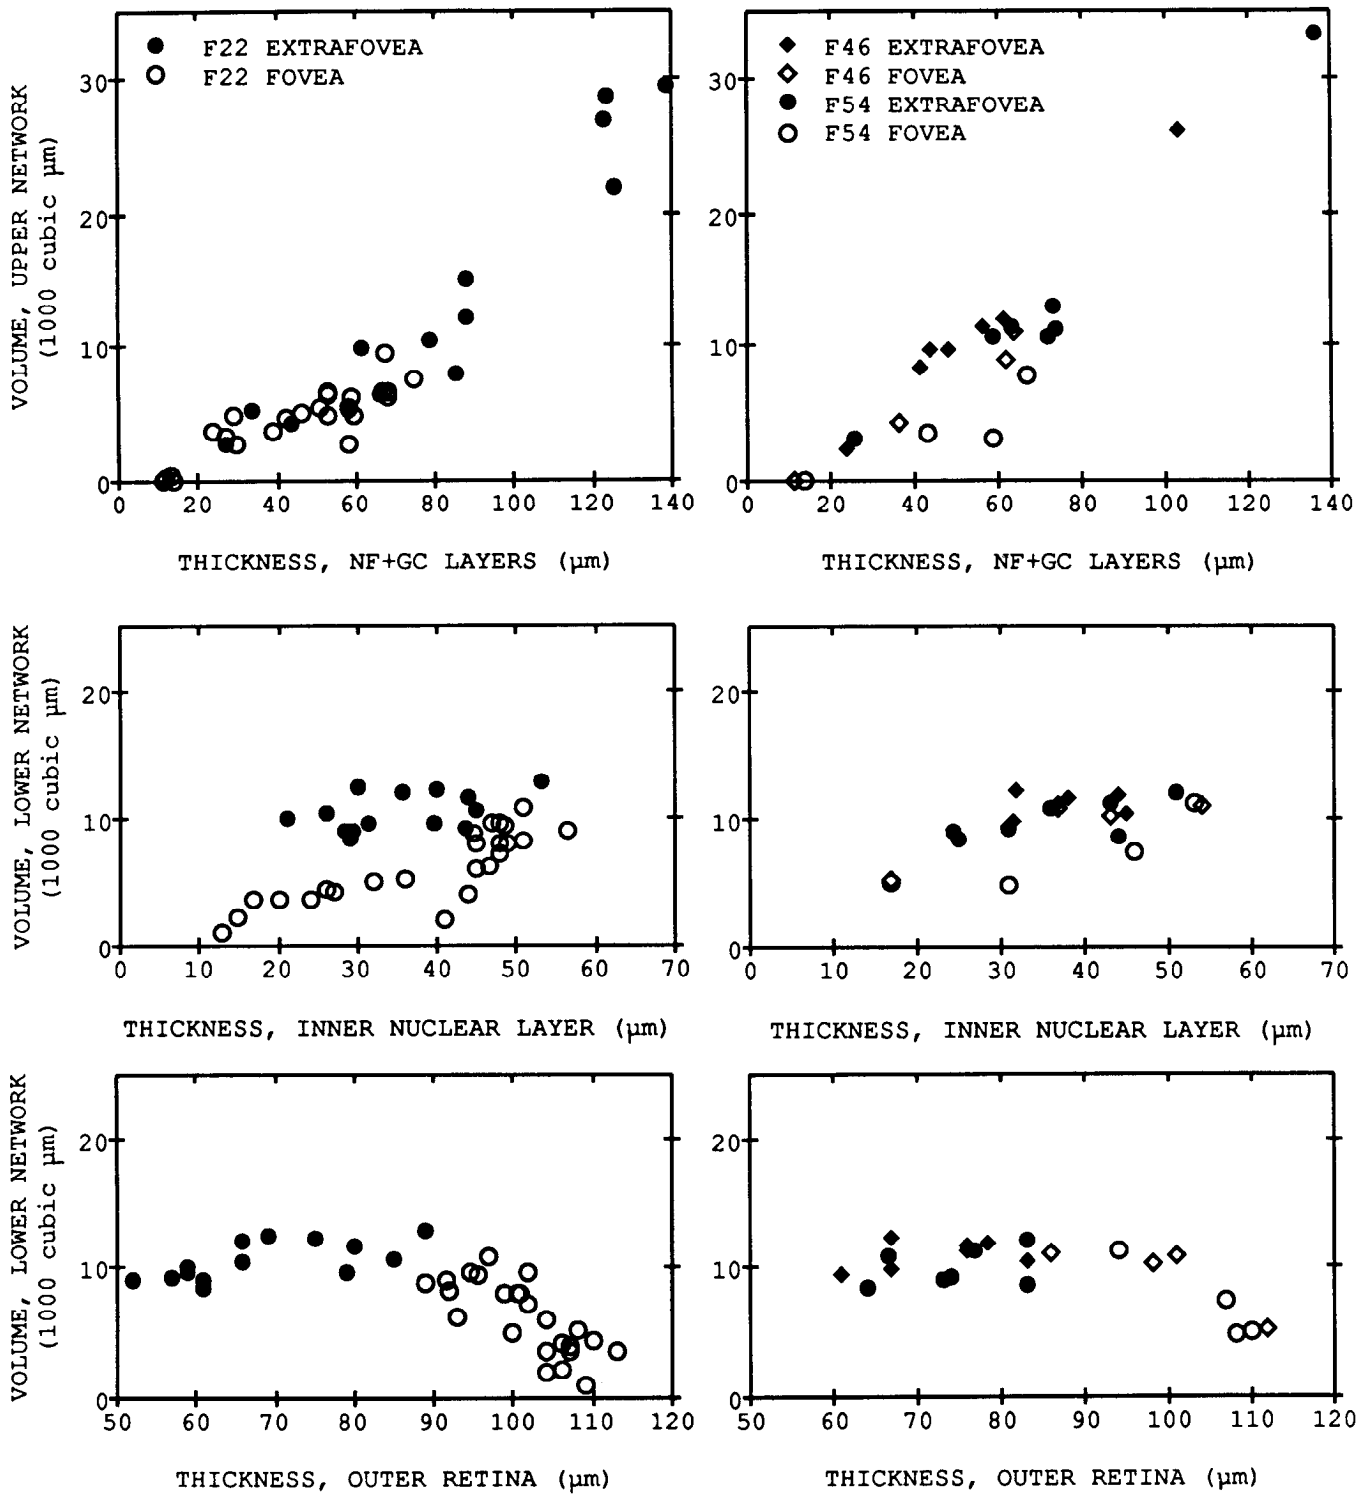 VOLUME, UPPER NETWORK
(1000 cubic µm)
30
20
10
0
F22 EXTRAFOVEA
F22 FOVEA
0 20 40 60 80 100 120 140
THICKNESS, NF+GC LAYERS (µm)
30
20
10
0
F46 EXTRAFOVEA
F46 FOVEA
F54 EXTRAFOVEA
F54 FOVEA
0 20 40 60 80 100 120 140
THICKNESS, NF+GC LAYERS (µm)
VOLUME, LOWER NETWORK
(1000 cubic µm)
20
10
0
0 10 20 30 40 50 60 70
THICKNESS, INNER NUCLEAR LAYER (µm)
20
10
0
0 10 20 30 40 50 60 70
THICKNESS, INNER NUCLEAR LAYER (µm)
VOLUME, LOWER NETWORK
(1000 cubic µm)
20
10
0
50 60 70 80 90 100 110 120
THICKNESS, OUTER RETINA (µm)
20
10
0
50 60 70 80 90 100 110 120
THICKNESS, OUTER RETINA (µm)